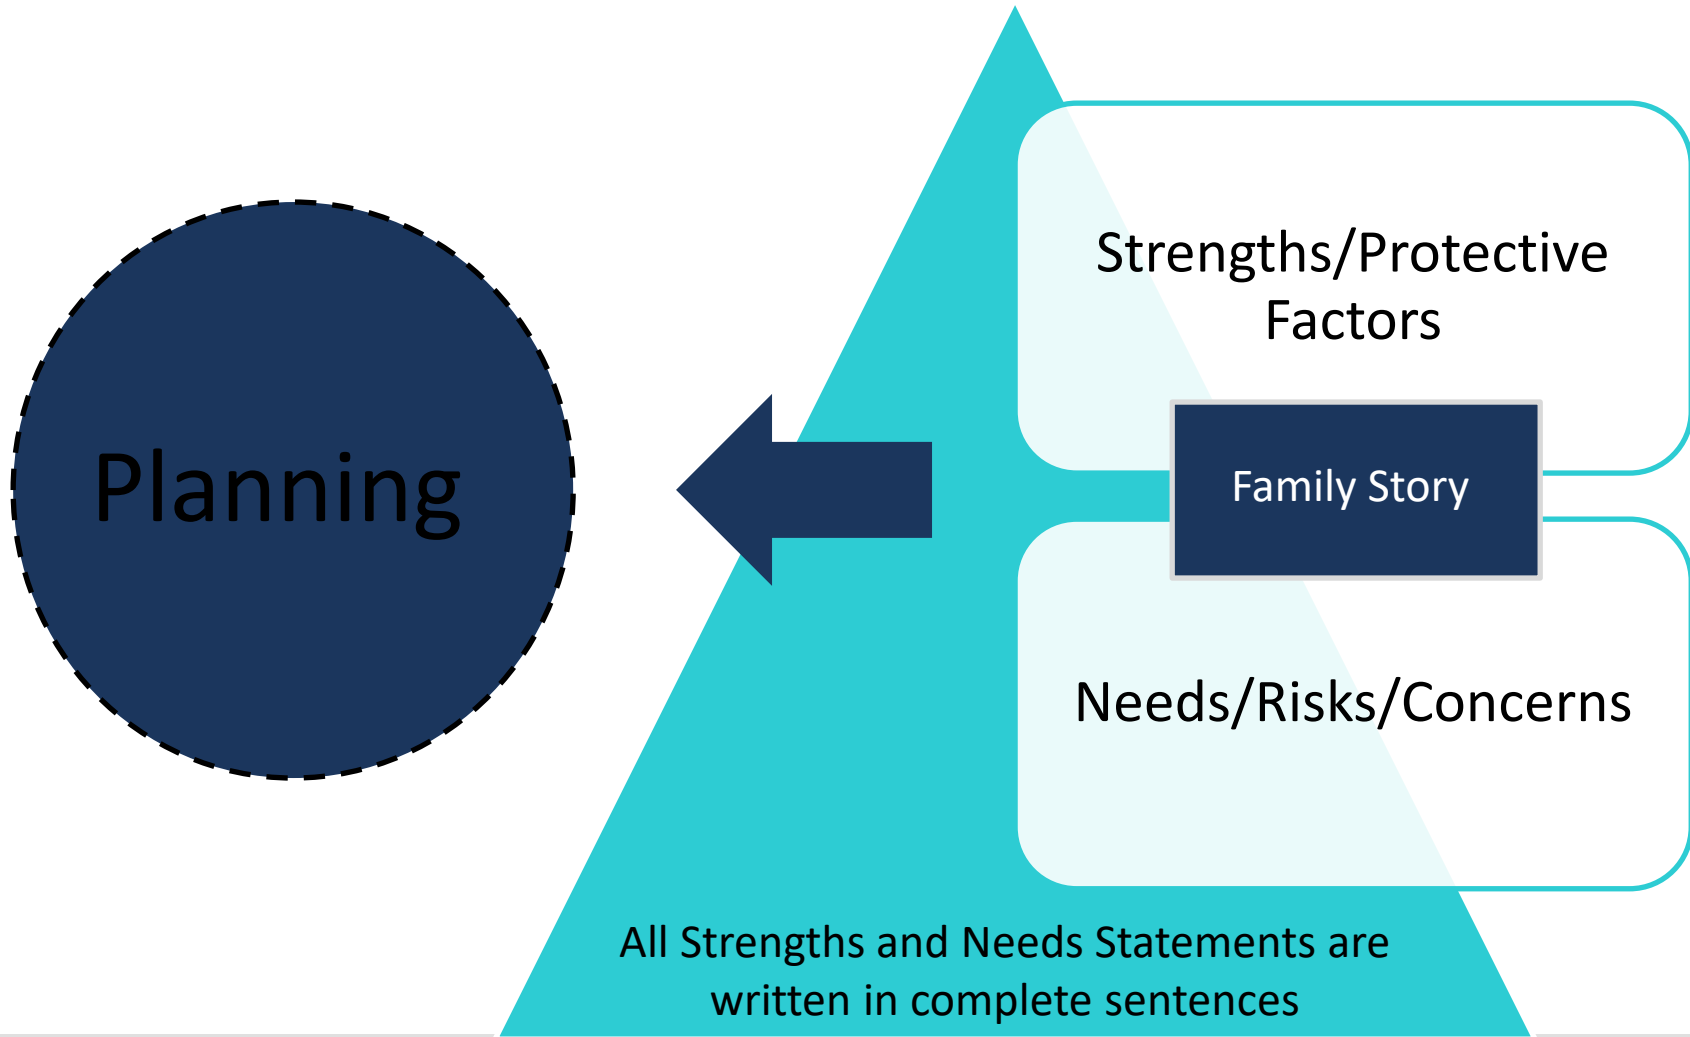 Planning
Strengths/Protective
Factors
Family Story
Needs/Risks/Concerns
All Strengths and Needs Statements are
written in complete sentences